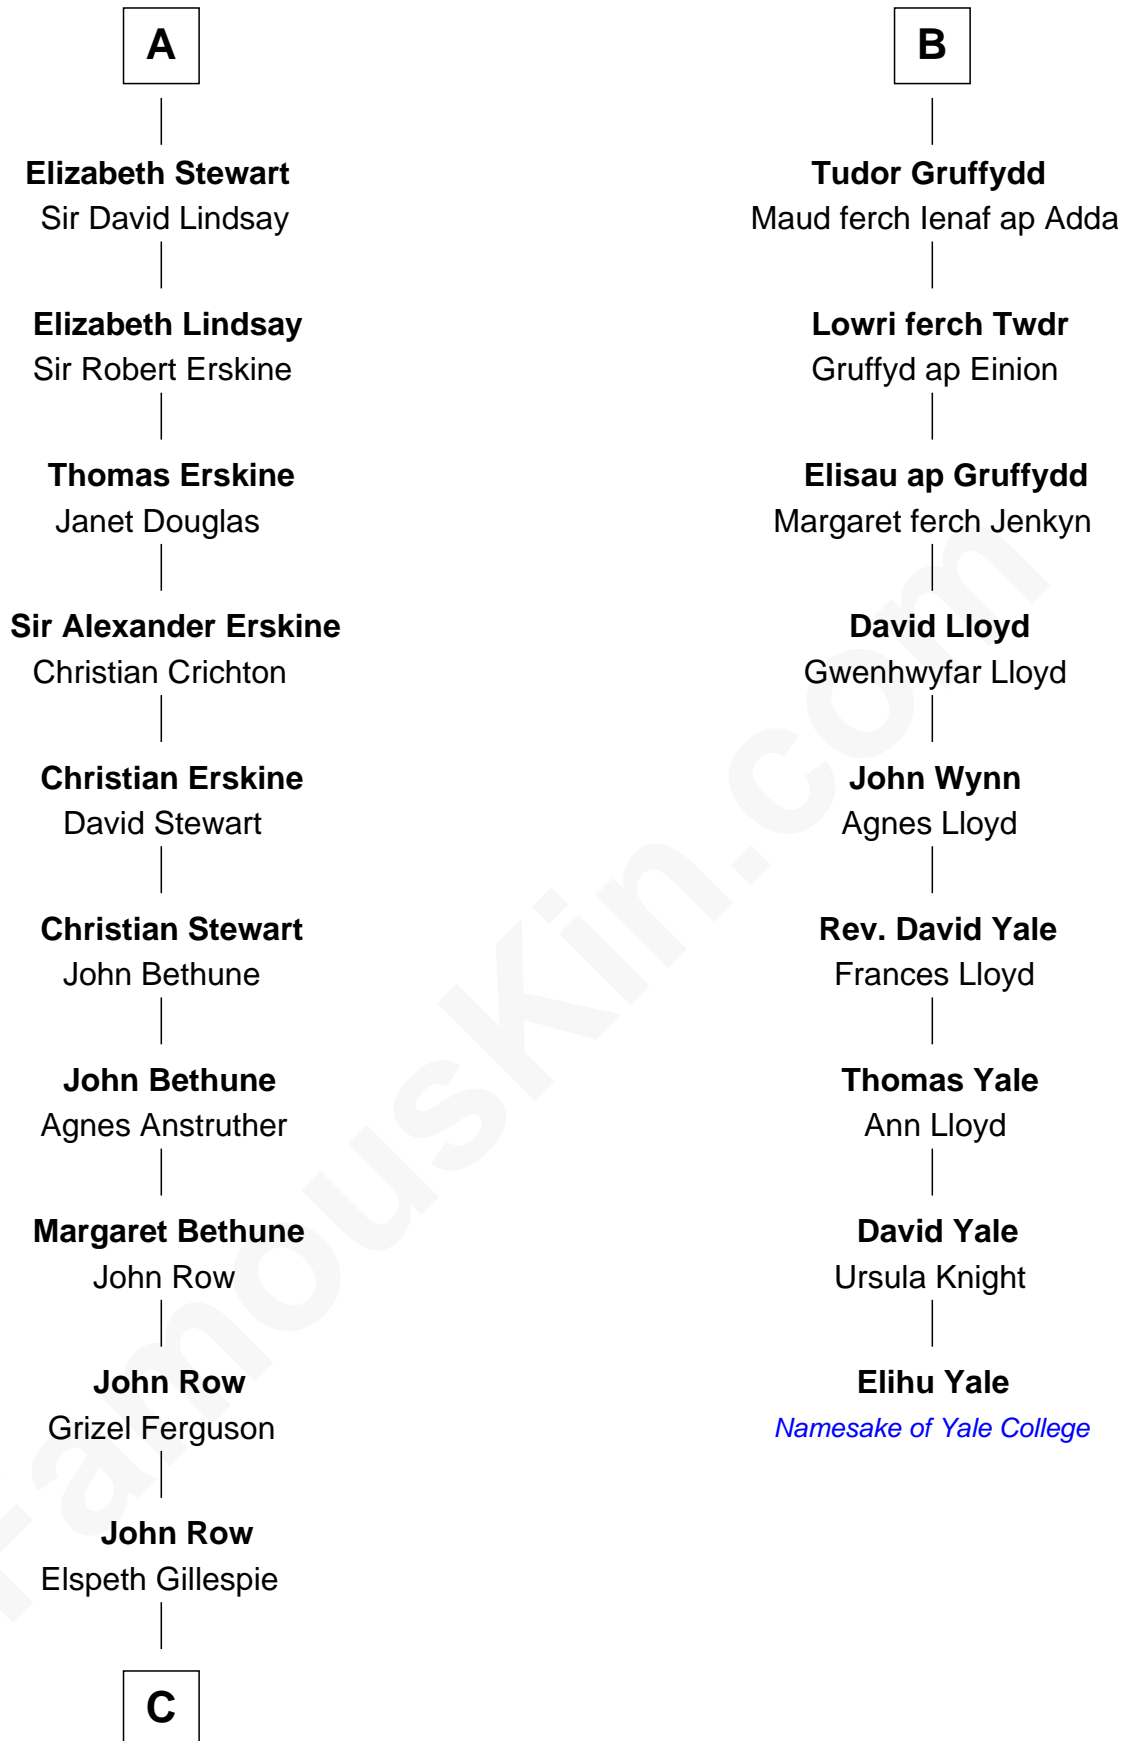 A
Elizabeth Stewart
Sir David Lindsay
Elizabeth Lindsay
Sir Robert Erskine
Thomas Erskine
Janet Douglas
Sir Alexander Erskine
Christian Crichton
Christian Erskine
David Stewart
Christian Stewart
John Bethune
John Bethune
Agnes Anstruther
Margaret Bethune
John Row
John Row
Grizel Ferguson
John Row
Elspeth Gillespie
C
B
Tudor Gruffydd
Maud ferch Ienaf ap Adda
Lowri ferch Twdr
Gruffyd ap Einion
Elisau ap Gruffydd
Margaret ferch Jenkyn
David Lloyd
Gwenhwyfar Lloyd
John Wynn
Agnes Lloyd
Rev. David Yale
Frances Lloyd
Thomas Yale
Ann Lloyd
David Yale
Ursula Knight
Elihu Yale
Namesake of Yale College
FamousKin.com